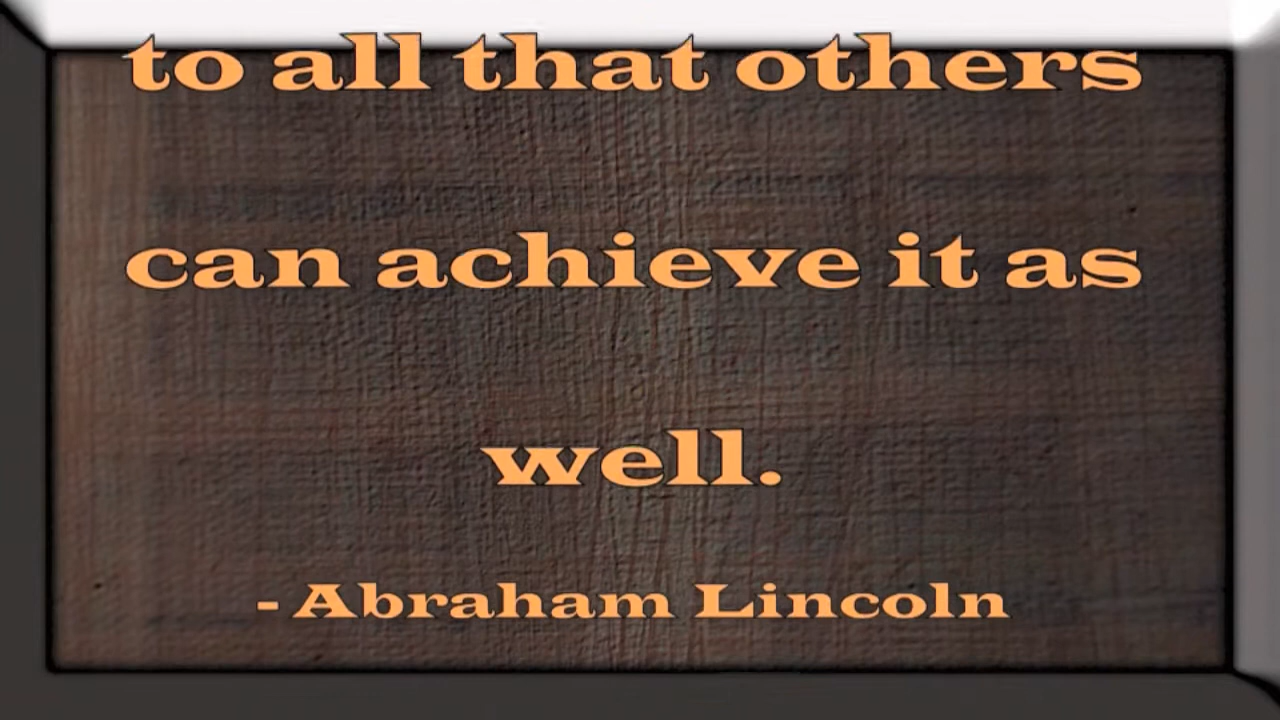 to all that others
can achieve it as
well.
- Abraham Lincoln